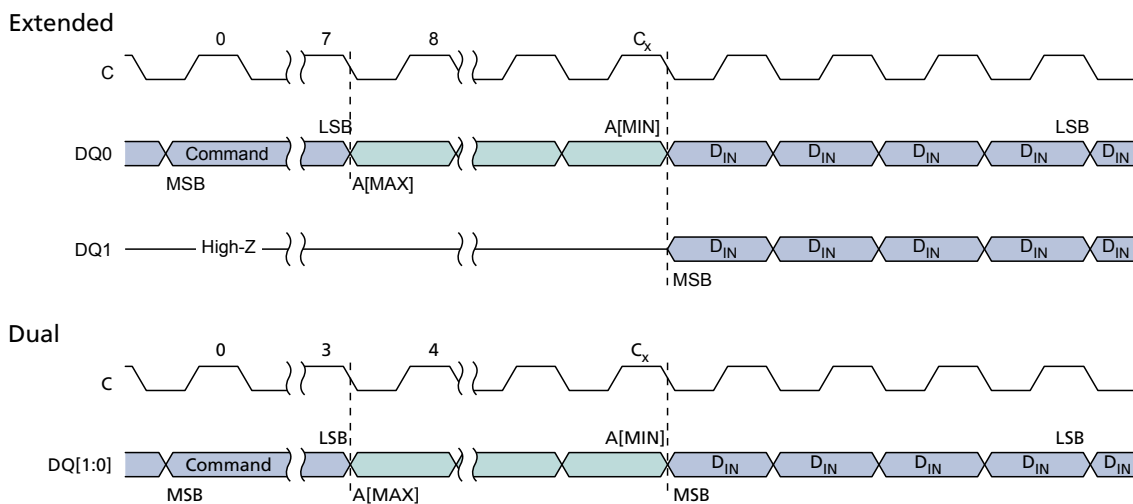 Extended
0 7 8 Cx
C
LSB A[MIN] LSB
DQ0 Command DIN DIN DIN DIN DIN
MSB A[MAX]
DQ1 High-Z DIN DIN DIN DIN DIN
MSB
Dual
0 3 4 Cx
C
LSB A[MIN] LSB
DQ[1:0] Command DIN DIN DIN DIN DIN
MSB A[MAX] MSB